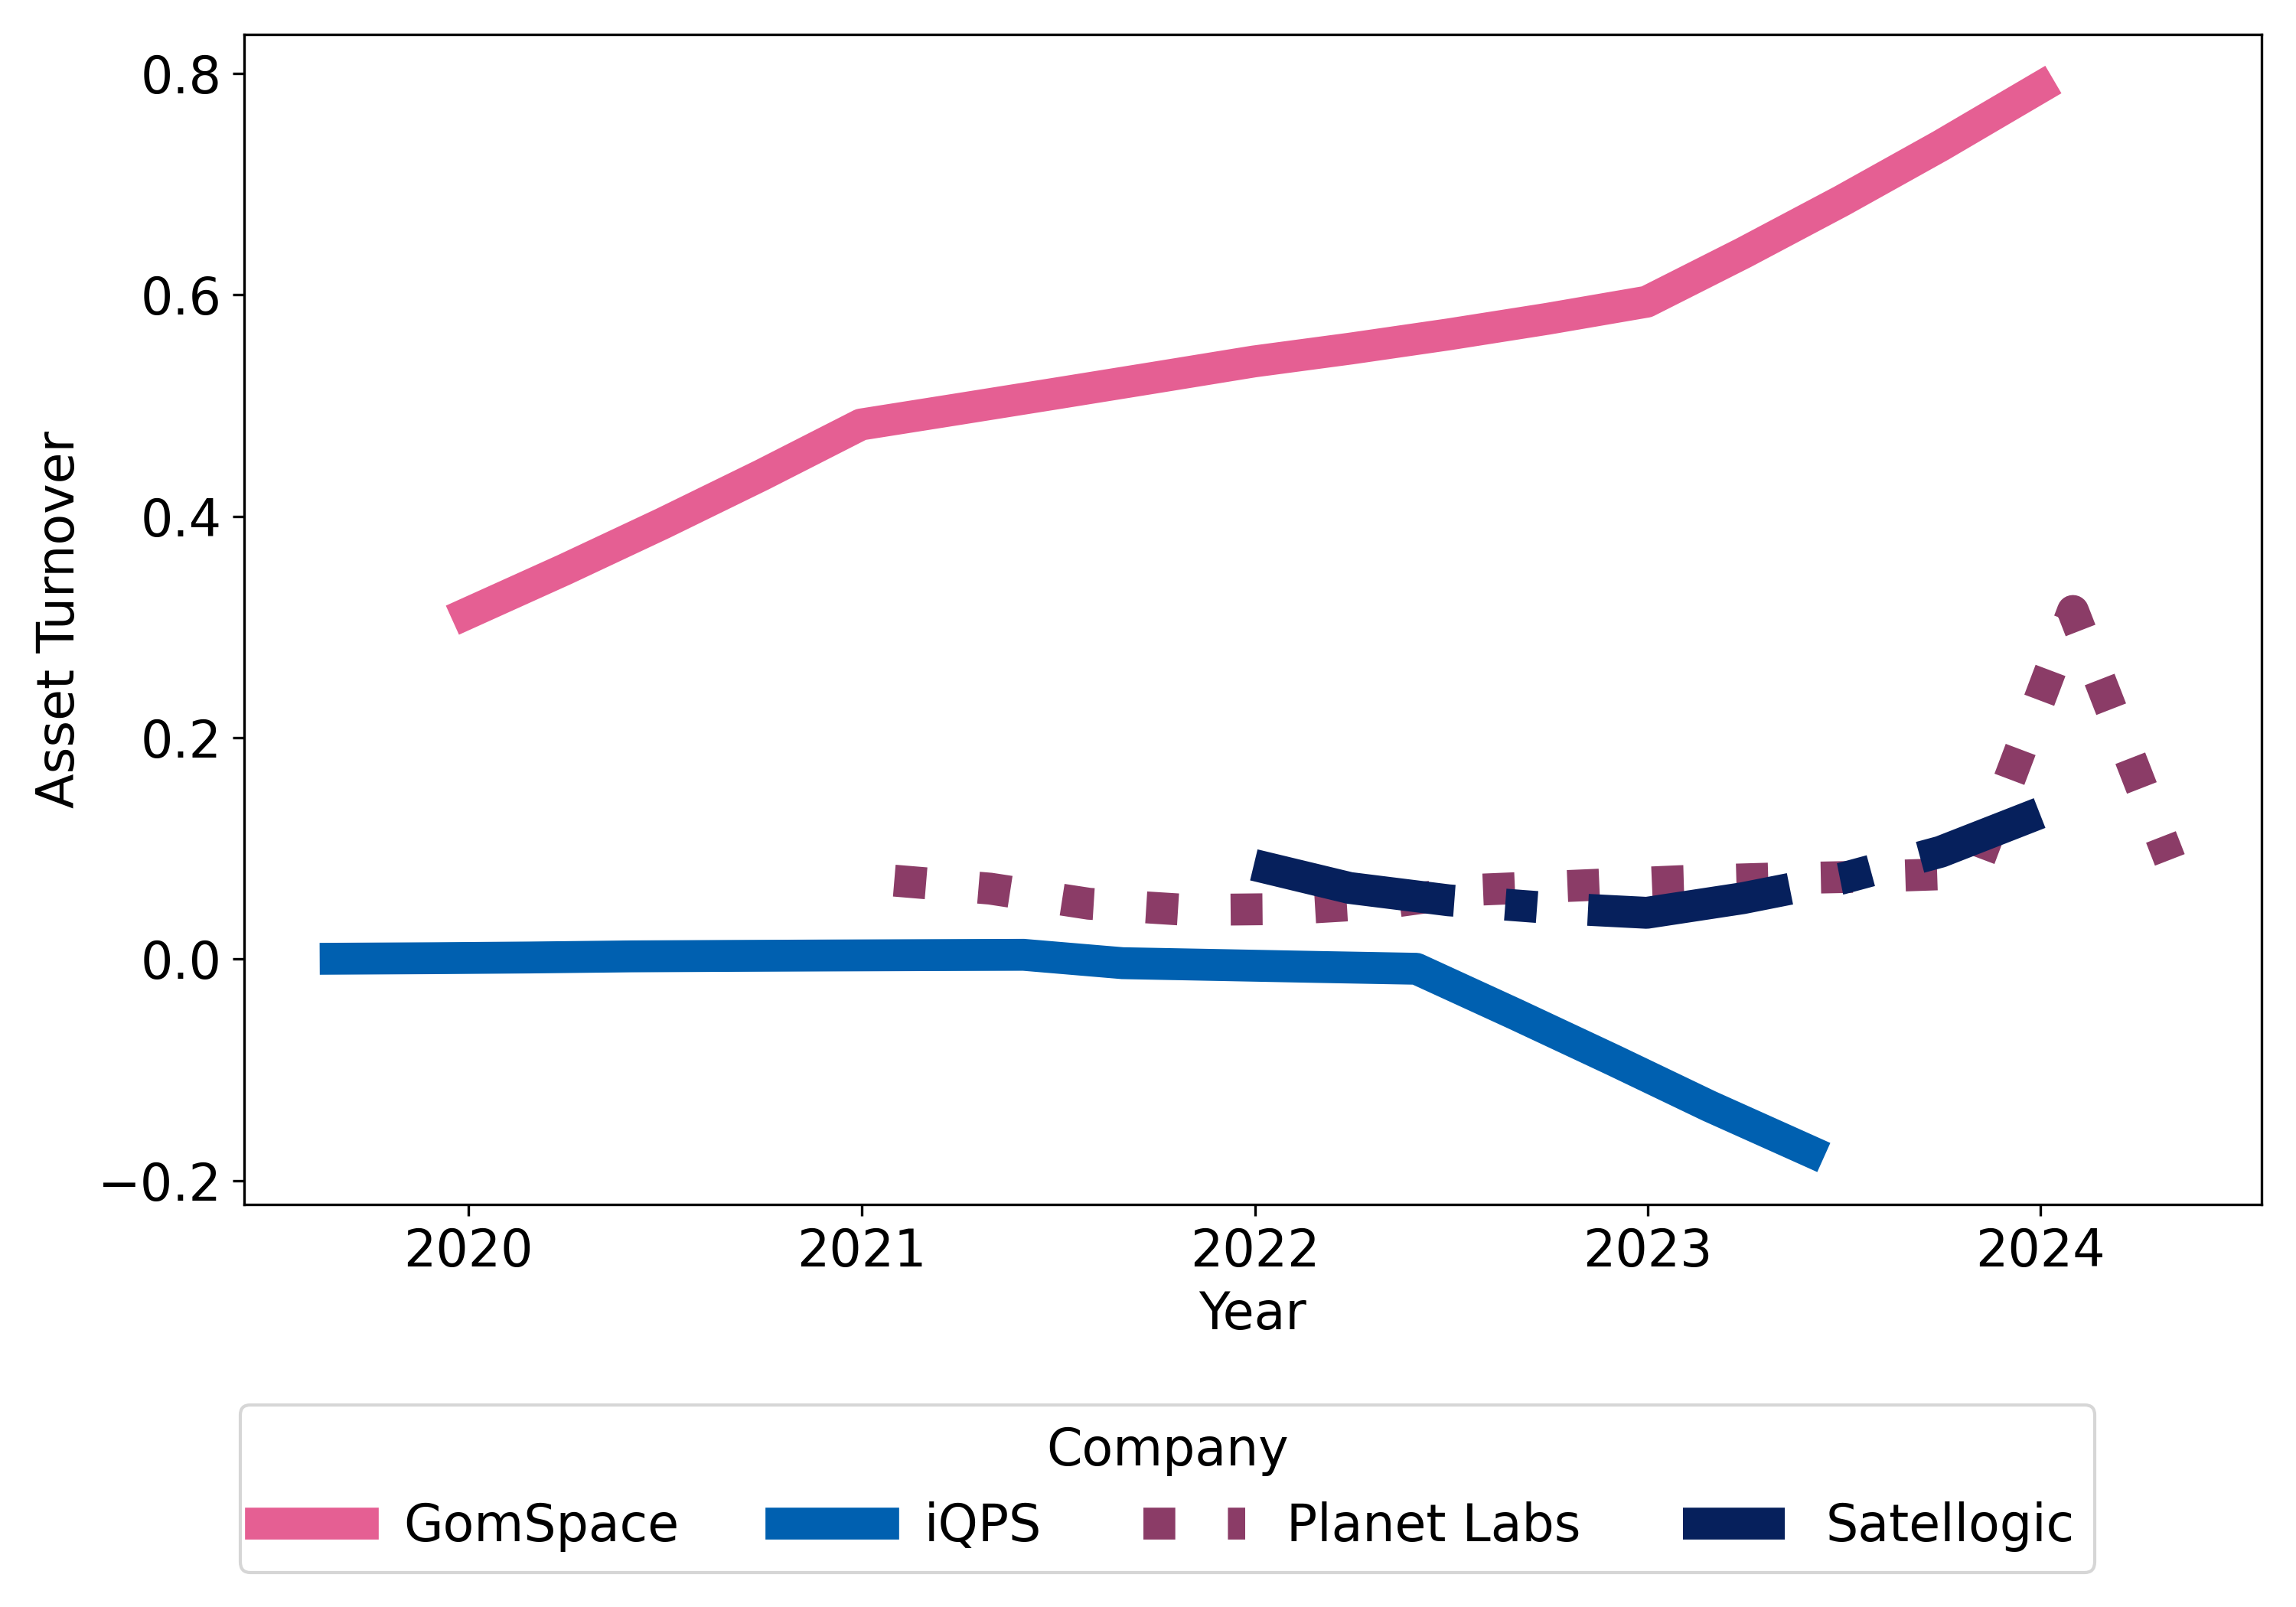 Asset Turnover
0.8
0.6
0.4
0.2
0.0
−0.2
2020 2021 2022 2023 2024
Year
Company
GomSpace iQPS Planet Labs Satellogic